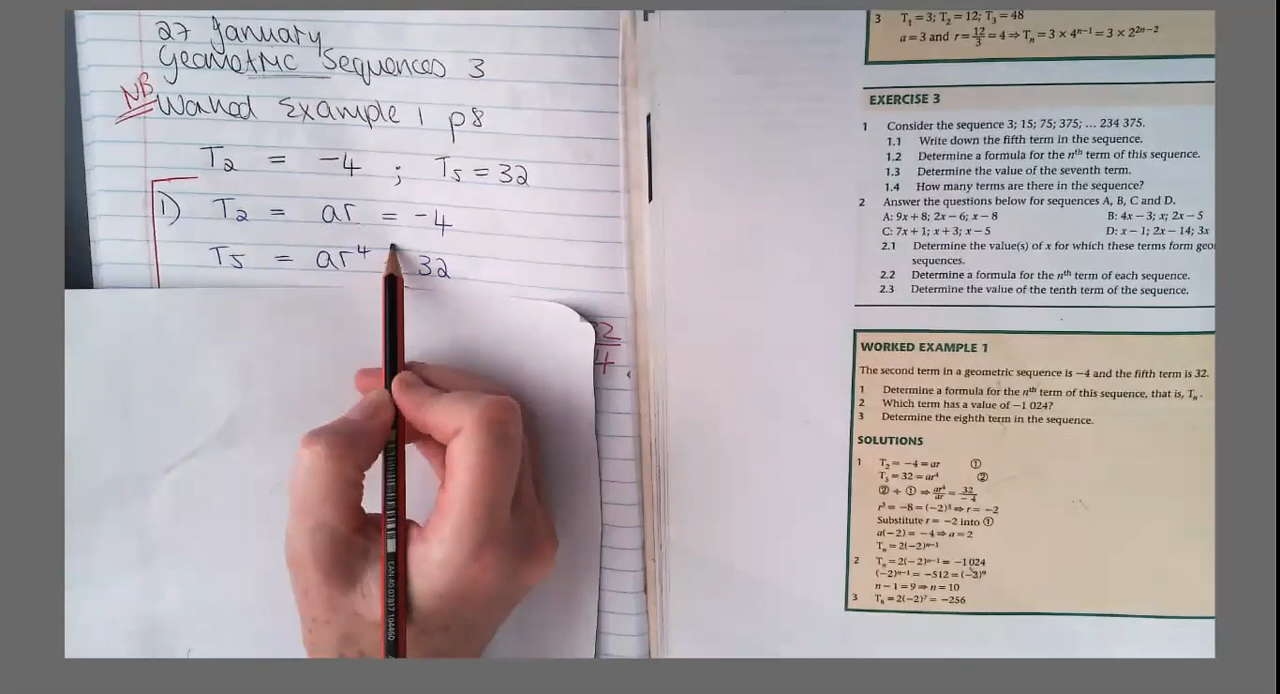 27 January
Geometric Sequences 3
NB
Worked Example 1 p8
T₂ = -4 ; T₅ = 32
1) T₂ = ar = -4
T₅ = ar⁴ 32
32
4
3 T₁ = 3; T₂ = 12; T₃ = 48
a = 3 and r = 12/3 = 4 ⇒ Tₙ = 3 × 4ⁿ⁻¹ = 3 × 2²ⁿ⁻²
EXERCISE 3
1 Consider the sequence 3; 15; 75; 375; ... 234 375.
1.1 Write down the fifth term in the sequence.
1.2 Determine a formula for the nᵗʰ term of this sequence.
1.3 Determine the value of the seventh term.
1.4 How many terms are there in the sequence?
2 Answer the questions below for sequences A, B, C and D.
A: 9x + 8; 2x − 6; x − 8 B: 4x − 3; x; 2x − 5
C: 7x + 1; x + 3; x − 5 D: x − 1; 2x − 14; 3x
2.1 Determine the value(s) of x for which these terms form geo
sequences.
2.2 Determine a formula for the nᵗʰ term of each sequence.
2.3 Determine the value of the tenth term of the sequence.
WORKED EXAMPLE 1
The second term in a geometric sequence is −4 and the fifth term is 32.
1 Determine a formula for the nᵗʰ term of this sequence, that is, Tₙ.
2 Which term has a value of −1 024?
3 Determine the eighth term in the sequence.
SOLUTIONS
1 T₂ = −4 = ar ①
T₅ = 32 = ar⁴ ②
② ÷ ① ⇒ ar⁴/ar = 32/−4
r³ = −8 = (−2)³ ⇒ r = −2
Substitute r = −2 into ①
a(−2) = −4 ⇒ a = 2
Tₙ = 2(−2)ⁿ⁻¹
2 Tₙ = 2(−2)ⁿ⁻¹ = −1 024
(−2)ⁿ⁻¹ = −512 = (−2)⁹
n − 1 = 9 ⇒ n = 10
3 T₈ = 2(−2)⁷ = −256